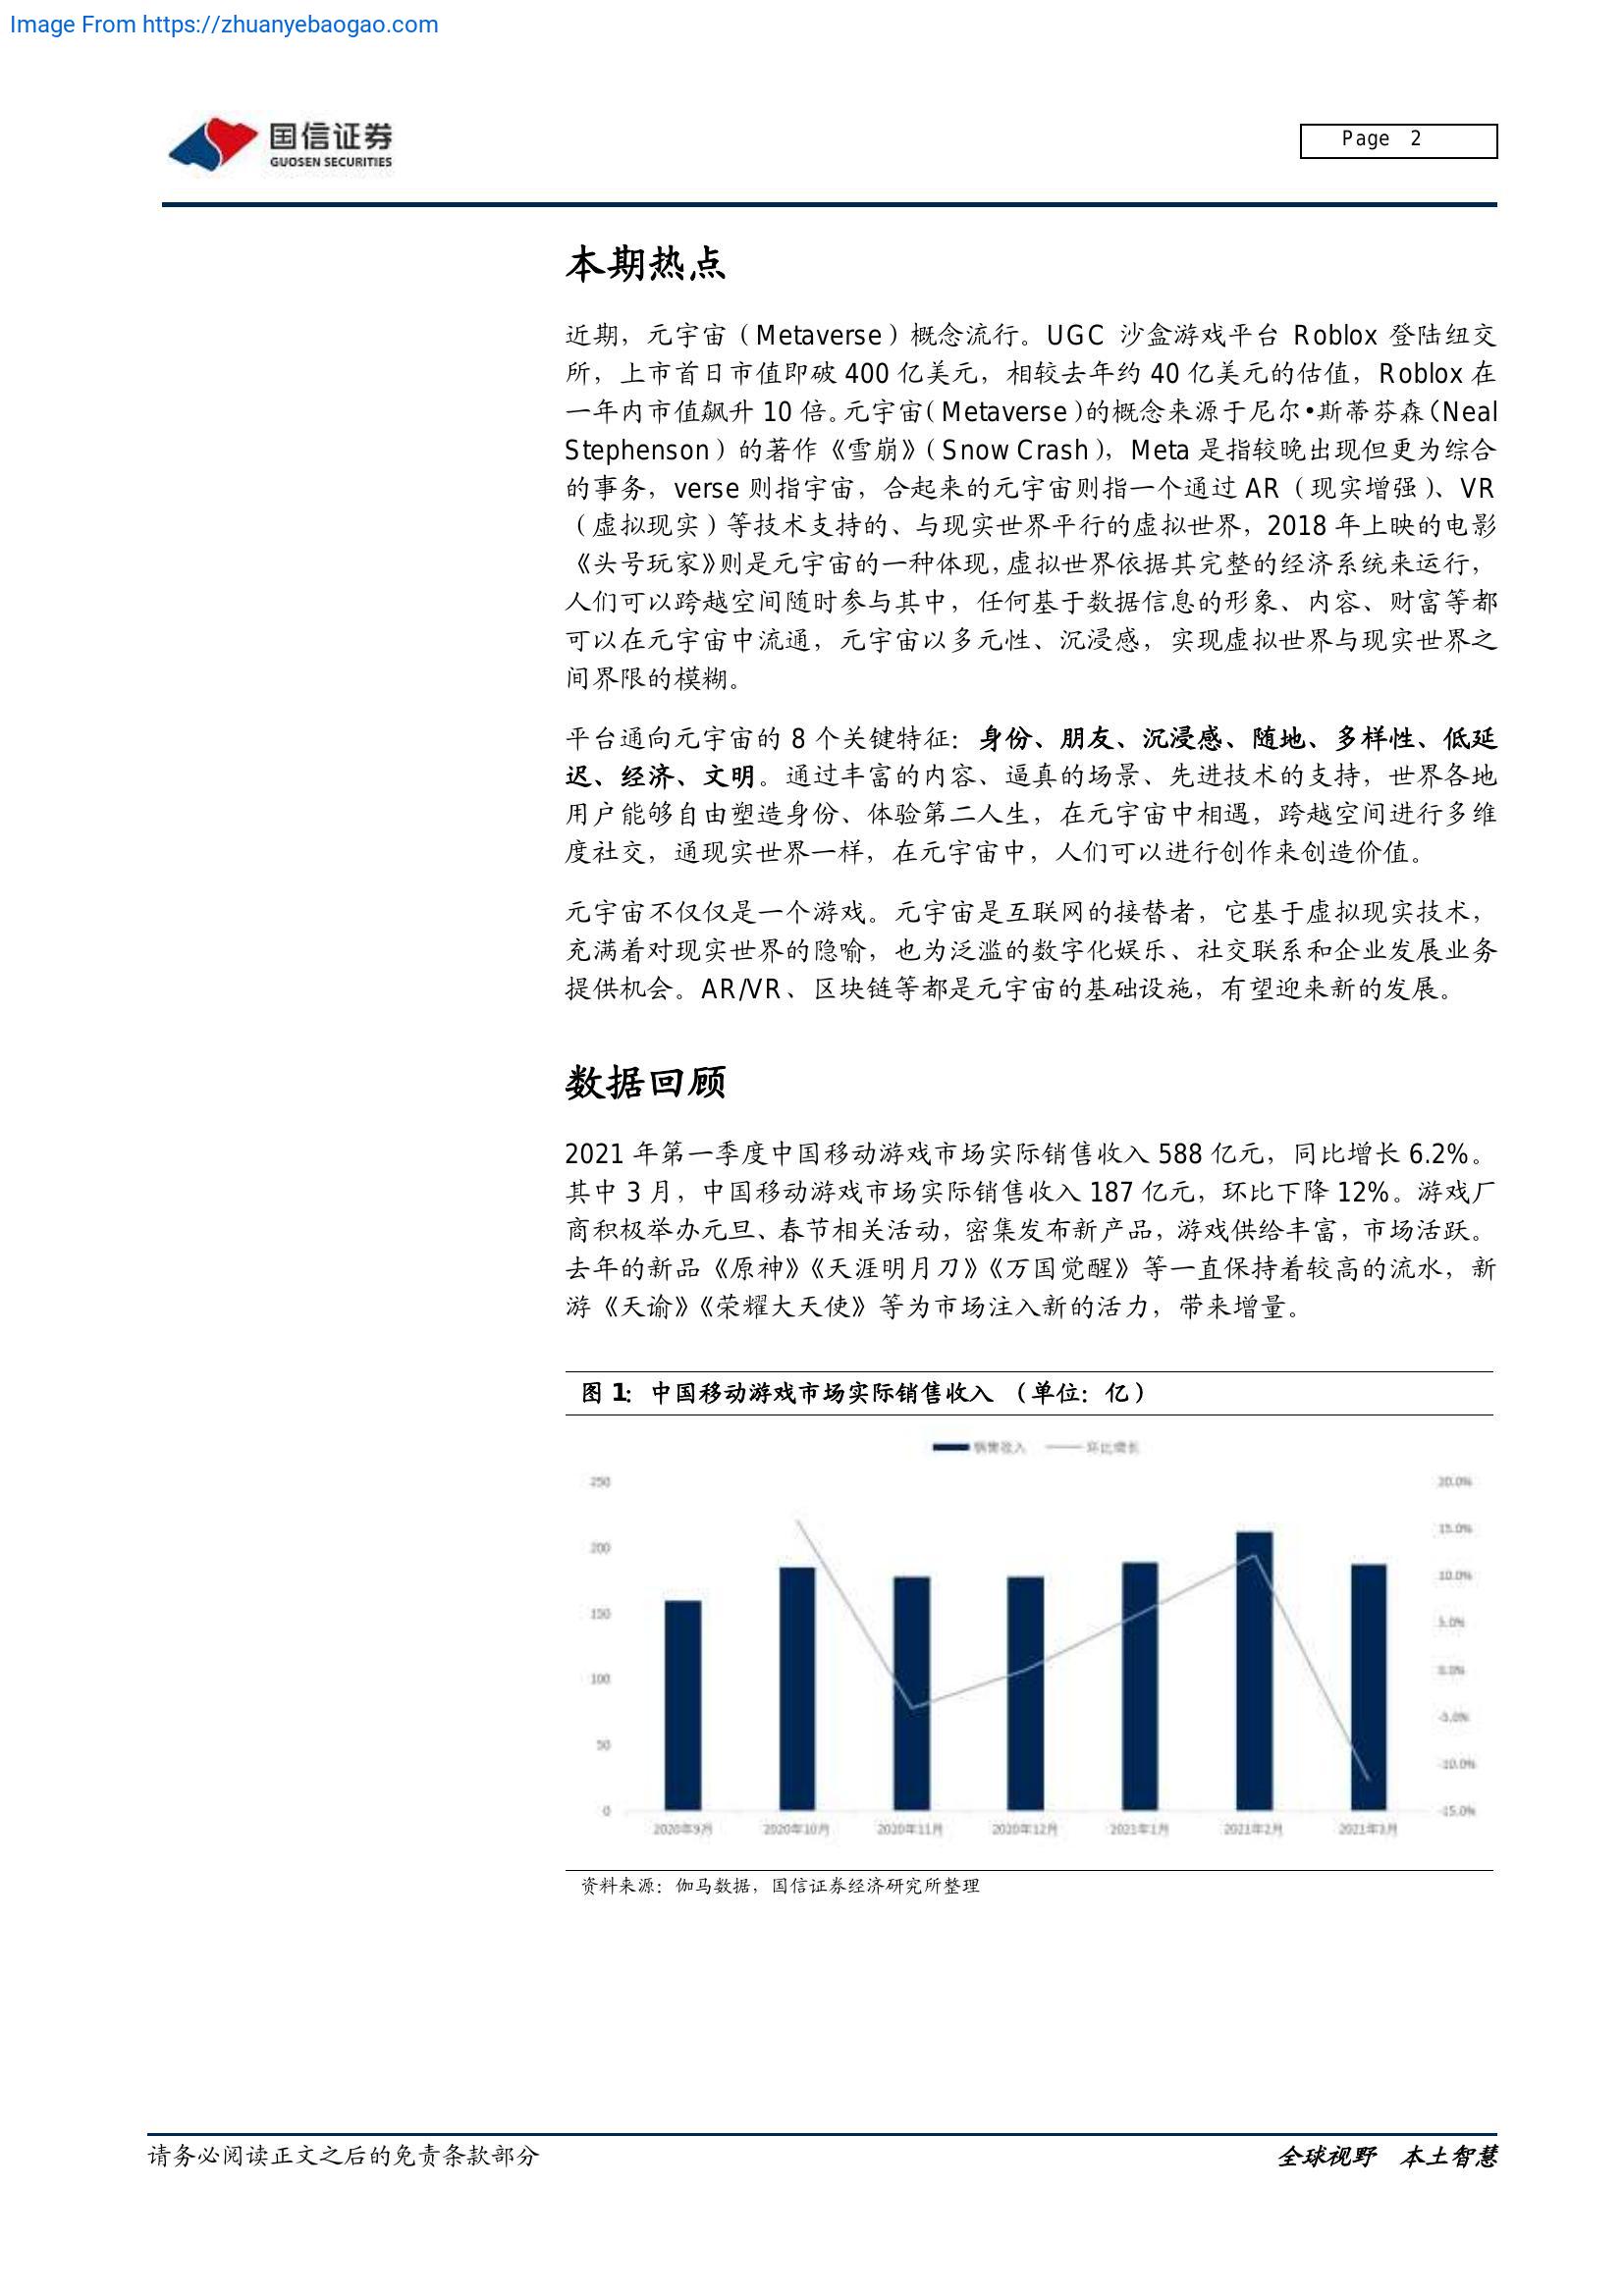 Image From https://zhuanyebaogao.com
国信证券
GUOSEN SECURITIES
Page 2
本期热点
近期，元宇宙（Metaverse）概念流行。UGC 沙盒游戏平台 Roblox 登陆纽交
所，上市首日市值即破 400 亿美元，相较去年约 40 亿美元的估值，Roblox 在
一年内市值飙升 10 倍。元宇宙（Metaverse）的概念来源于尼尔•斯蒂芬森（Neal
Stephenson）的著作《雪崩》（Snow Crash），Meta 是指较晚出现但更为综合
的事务，verse 则指宇宙，合起来的元宇宙则指一个通过 AR（现实增强）、VR
（虚拟现实）等技术支持的、与现实世界平行的虚拟世界，2018 年上映的电影
《头号玩家》则是元宇宙的一种体现，虚拟世界依据其完整的经济系统来运行，
人们可以跨越空间随时参与其中，任何基于数据信息的形象、内容、财富等都
可以在元宇宙中流通，元宇宙以多元性、沉浸感，实现虚拟世界与现实世界之
间界限的模糊。
平台通向元宇宙的 8 个关键特征：身份、朋友、沉浸感、随地、多样性、低延
迟、经济、文明。通过丰富的内容、逼真的场景、先进技术的支持，世界各地
用户能够自由塑造身份、体验第二人生，在元宇宙中相遇，跨越空间进行多维
度社交，通现实世界一样，在元宇宙中，人们可以进行创作来创造价值。
元宇宙不仅仅是一个游戏。元宇宙是互联网的接替者，它基于虚拟现实技术，
充满着对现实世界的隐喻，也为泛滥的数字化娱乐、社交联系和企业发展业务
提供机会。AR/VR、区块链等都是元宇宙的基础设施，有望迎来新的发展。
数据回顾
2021 年第一季度中国移动游戏市场实际销售收入 588 亿元，同比增长 6.2%。
其中 3 月，中国移动游戏市场实际销售收入 187 亿元，环比下降 12%。游戏厂
商积极举办元旦、春节相关活动，密集发布新产品，游戏供给丰富，市场活跃。
去年的新品《原神》《天涯明月刀》《万国觉醒》等一直保持着较高的流水，新
游《天谕》《荣耀大天使》等为市场注入新的活力，带来增量。
图 1：中国移动游戏市场实际销售收入 （单位：亿）
销售收入 环比增长
250 20.0%
15.0%
200
10.0%
150 5.0%
100 0.0%
-5.0%
50
-10.0%
0 -15.0%
2020年9月 2020年10月 2020年11月 2020年12月 2021年1月 2021年2月 2021年3月
资料来源：伽马数据，国信证券经济研究所整理
请务必阅读正文之后的免责条款部分 全球视野 本土智慧